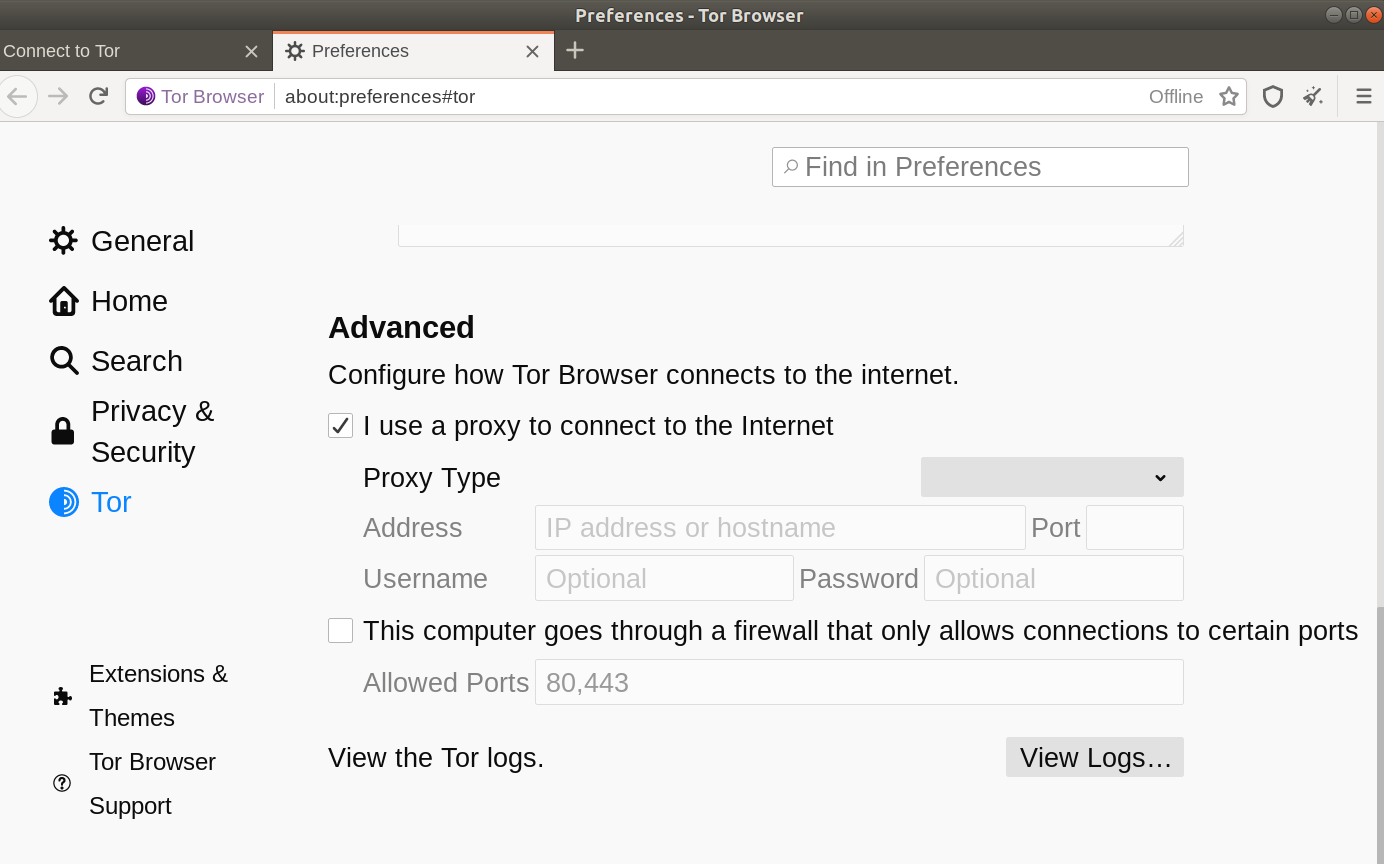 Preferences - Tor Browser
Connect to Tor
Preferences
Tor Browser
about:preferences#tor
Offline
Find in Preferences
General
Home
Search
Privacy &
Security
Tor
Extensions &
Themes
Tor Browser
Support
Advanced
Configure how Tor Browser connects to the internet.
I use a proxy to connect to the Internet
Proxy Type
Address IP address or hostname Port
Username Optional Password Optional
This computer goes through a firewall that only allows connections to certain ports
Allowed Ports 80,443
View the Tor logs. View Logs…